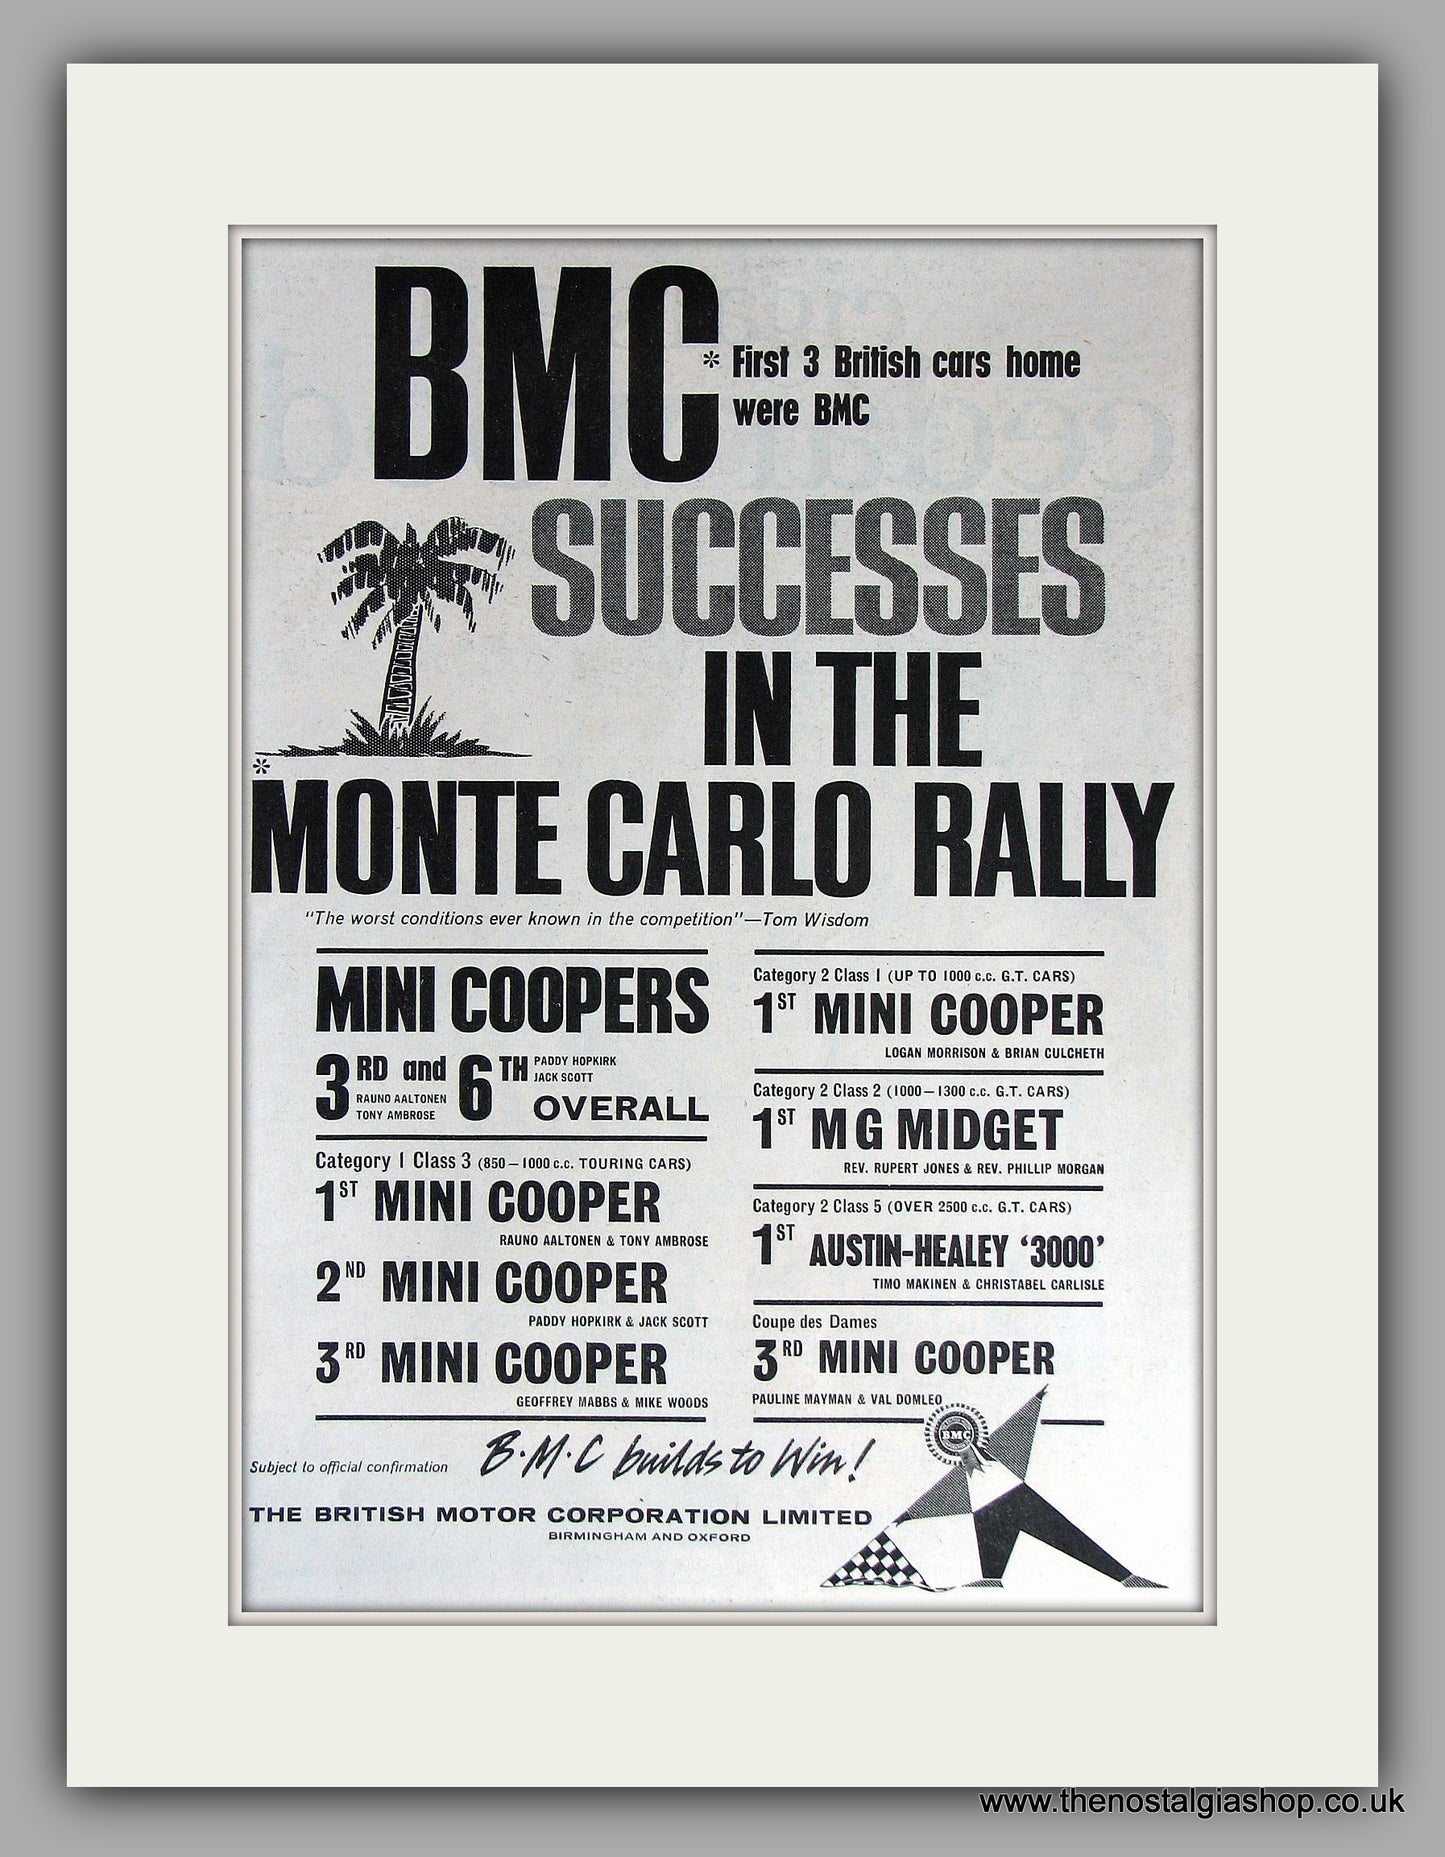 BMC
* First 3 British cars home
were BMC
SUCCESSES
IN THE
*MONTE CARLO RALLY
"The worst conditions ever known in the competition"—Tom Wisdom
MINI COOPERS
3RD and 6TH PADDY HOPKIRK
JACK SCOTT
RAUNO AALTONEN
TONY AMBROSE
OVERALL
Category 1 Class 3 (850–1000 c.c. TOURING CARS)
1ST MINI COOPER
RAUNO AALTONEN & TONY AMBROSE
2ND MINI COOPER
PADDY HOPKIRK & JACK SCOTT
3RD MINI COOPER
GEOFFREY MABBS & MIKE WOODS
Category 2 Class 1 (UP TO 1000 c.c. G.T. CARS)
1ST MINI COOPER
LOGAN MORRISON & BRIAN CULCHETH
Category 2 Class 2 (1000–1300 c.c. G.T. CARS)
1ST MG MIDGET
REV. RUPERT JONES & REV. PHILLIP MORGAN
Category 2 Class 5 (OVER 2500 c.c. G.T. CARS)
1ST AUSTIN-HEALEY '3000'
TIMO MAKINEN & CHRISTABEL CARLISLE
Coupe des Dames
3RD MINI COOPER
PAULINE MAYMAN & VAL DOMLEO
BMC
Subject to official confirmation
B·M·C builds to Win!
THE BRITISH MOTOR CORPORATION LIMITED
BIRMINGHAM AND OXFORD
www.thenostalgiashop.co.uk